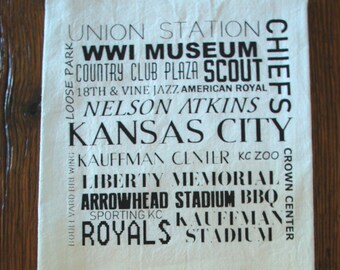 UNION STATION
LOOSE PARK
WWI MUSEUM
CHIEFS
COUNTRY CLUB PLAZA SCOUT
18TH & VINE JAZZ AMERICAN ROYAL
NELSON ATKINS
KANSAS CITY
KAUFFMAN CENTER KC ZOO
BOULEVARD BREWING
CROWN CENTER
LIBERTY MEMORIAL
ARROWHEAD STADIUM BBQ
SPORTING KC
KAUFFMAN
ROYALS STADIUM